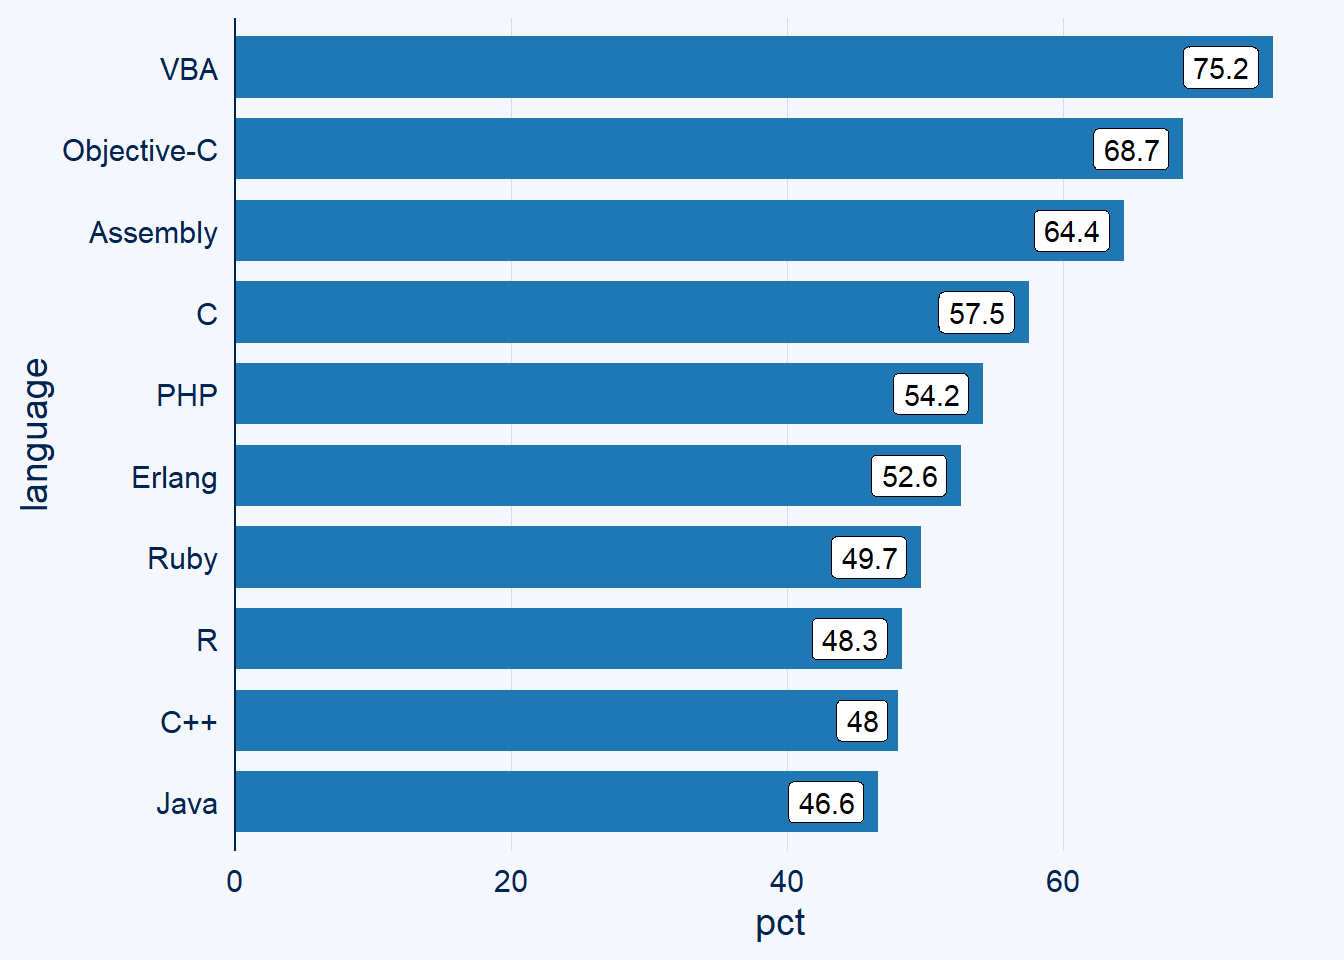 language
VBA 75.2
Objective-C 68.7
Assembly 64.4
C 57.5
PHP 54.2
Erlang 52.6
Ruby 49.7
R 48.3
C++ 48
Java 46.6
0 20 40 60
pct